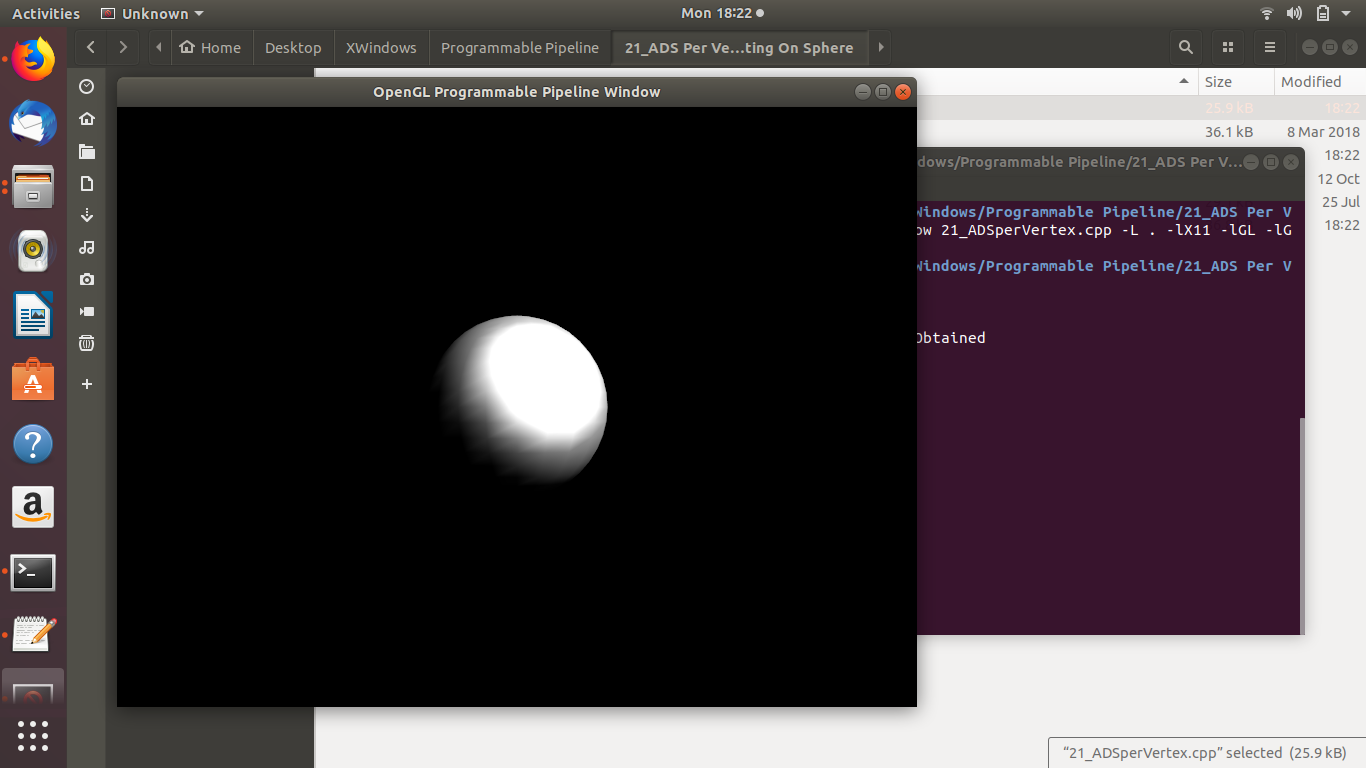 Activities
Unknown
Mon 18:22
Home
Desktop
XWindows
Programmable Pipeline
21_ADS Per Ve…ting On Sphere
Size
Modified
OpenGL Programmable Pipeline Window
25.9 kB
18:22
36.1 kB
8 Mar 2018
dows/Programmable Pipeline/21_ADS Per V…
18:22
12 Oct
25 Jul
18:22
Windows/Programmable Pipeline/21_ADS Per V
ow 21_ADSperVertex.cpp -L . -lX11 -lGL -lG
Windows/Programmable Pipeline/21_ADS Per V
Obtained
“21_ADSperVertex.cpp” selected (25.9 kB)